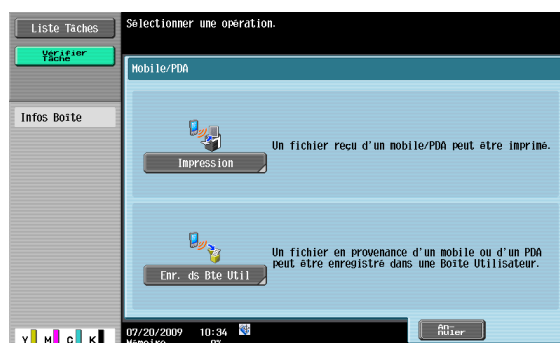 Liste Tâches
Sélectionner une opération.
Vérifier
Tâche
Mobile/PDA
Infos Boîte
Un fichier reçu d'un mobile/PDA peut être imprimé.
Impression
Un fichier en provenance d'un mobile ou d'un PDA
peut être enregistré dans une Boîte Utilisateur.
Enr. ds Bte Util
An-
nuler
07/20/2009 10:34
Y M C K
Mémoire 0%